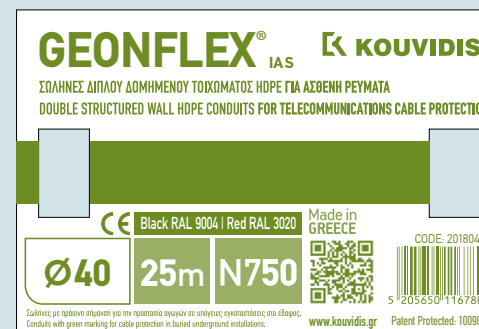 GEONFLEX® IAS
KOUVIDIS
ΣΩΛΗΝΕΣ ΔΙΠΛΟΥ ΔΟΜΗΜΕΝΟΥ ΤΟΙΧΩΜΑΤΟΣ HDPE ΓΙΑ ΑΣΘΕΝΗ ΡΕΥΜΑΤΑ
DOUBLE STRUCTURED WALL HDPE CONDUITS FOR TELECOMMUNICATIONS CABLE PROTECTIO
CE Black RAL 9004 | Red RAL 3020
Made in
GREECE
CODE: 201804
Ø40 25m N750
5 205650 11678
Σωλήνες με πράσινη σήμανση για την προστασία αγωγών σε υπόγειες εγκαταστάσεις στο έδαφος.
Conduits with green marking for cable protection in buried underground installations.
www.kouvidis.gr
Patent Protected: 10098